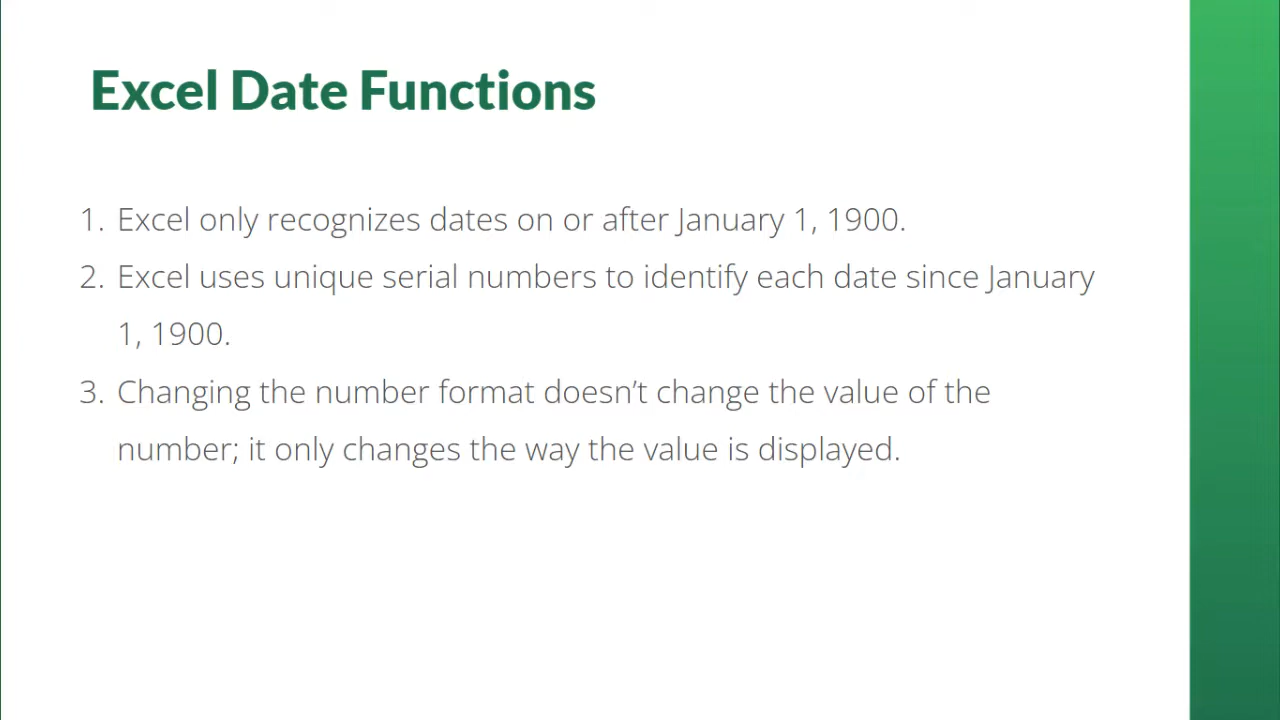 Excel Date Functions
1. Excel only recognizes dates on or after January 1, 1900.
2. Excel uses unique serial numbers to identify each date since January
1, 1900.
3. Changing the number format doesn’t change the value of the
number; it only changes the way the value is displayed.